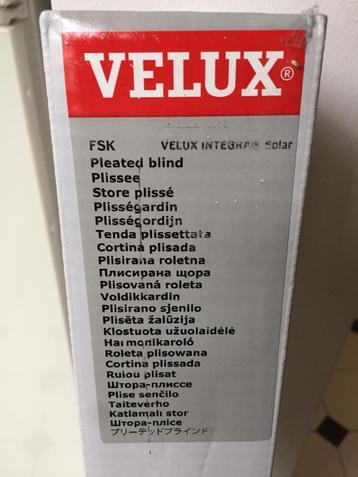 VELUX®
FSK VELUX INTEGRA® Solar
Pleated blind
Plissee
Store plissé
Plisségardin
Plisségordijn
Tenda plissettata
Cortina plisada
Plisirana roletna
Плисирана щора
Plisovaná roleta
Voldikkardin
Plisirano sjenilo
Plisēta žalūzija
Klostuota užuolaidėlė
Harmonikaroló
Roleta plisowana
Cortina plissada
Rulou plisat
Штора-плиссе
Plise senčilo
Taiteverho
Katlamalı stor
Штора-плісе
プリーテッドブラインド